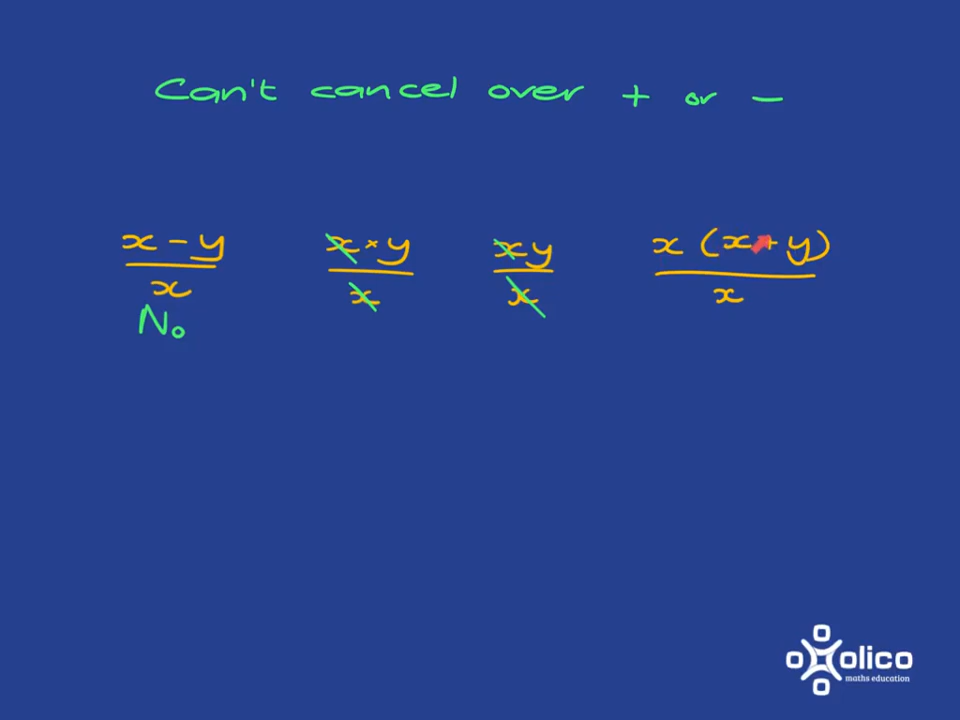 Can't cancel over + or −
x − y / x   x × y / x   xy / x   x (x + y) / x
No
olico
maths education